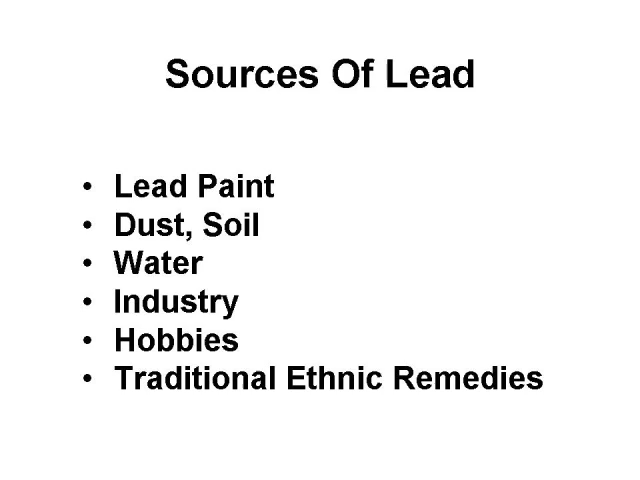 Sources Of Lead
• Lead Paint
• Dust, Soil
• Water
• Industry
• Hobbies
• Traditional Ethnic Remedies